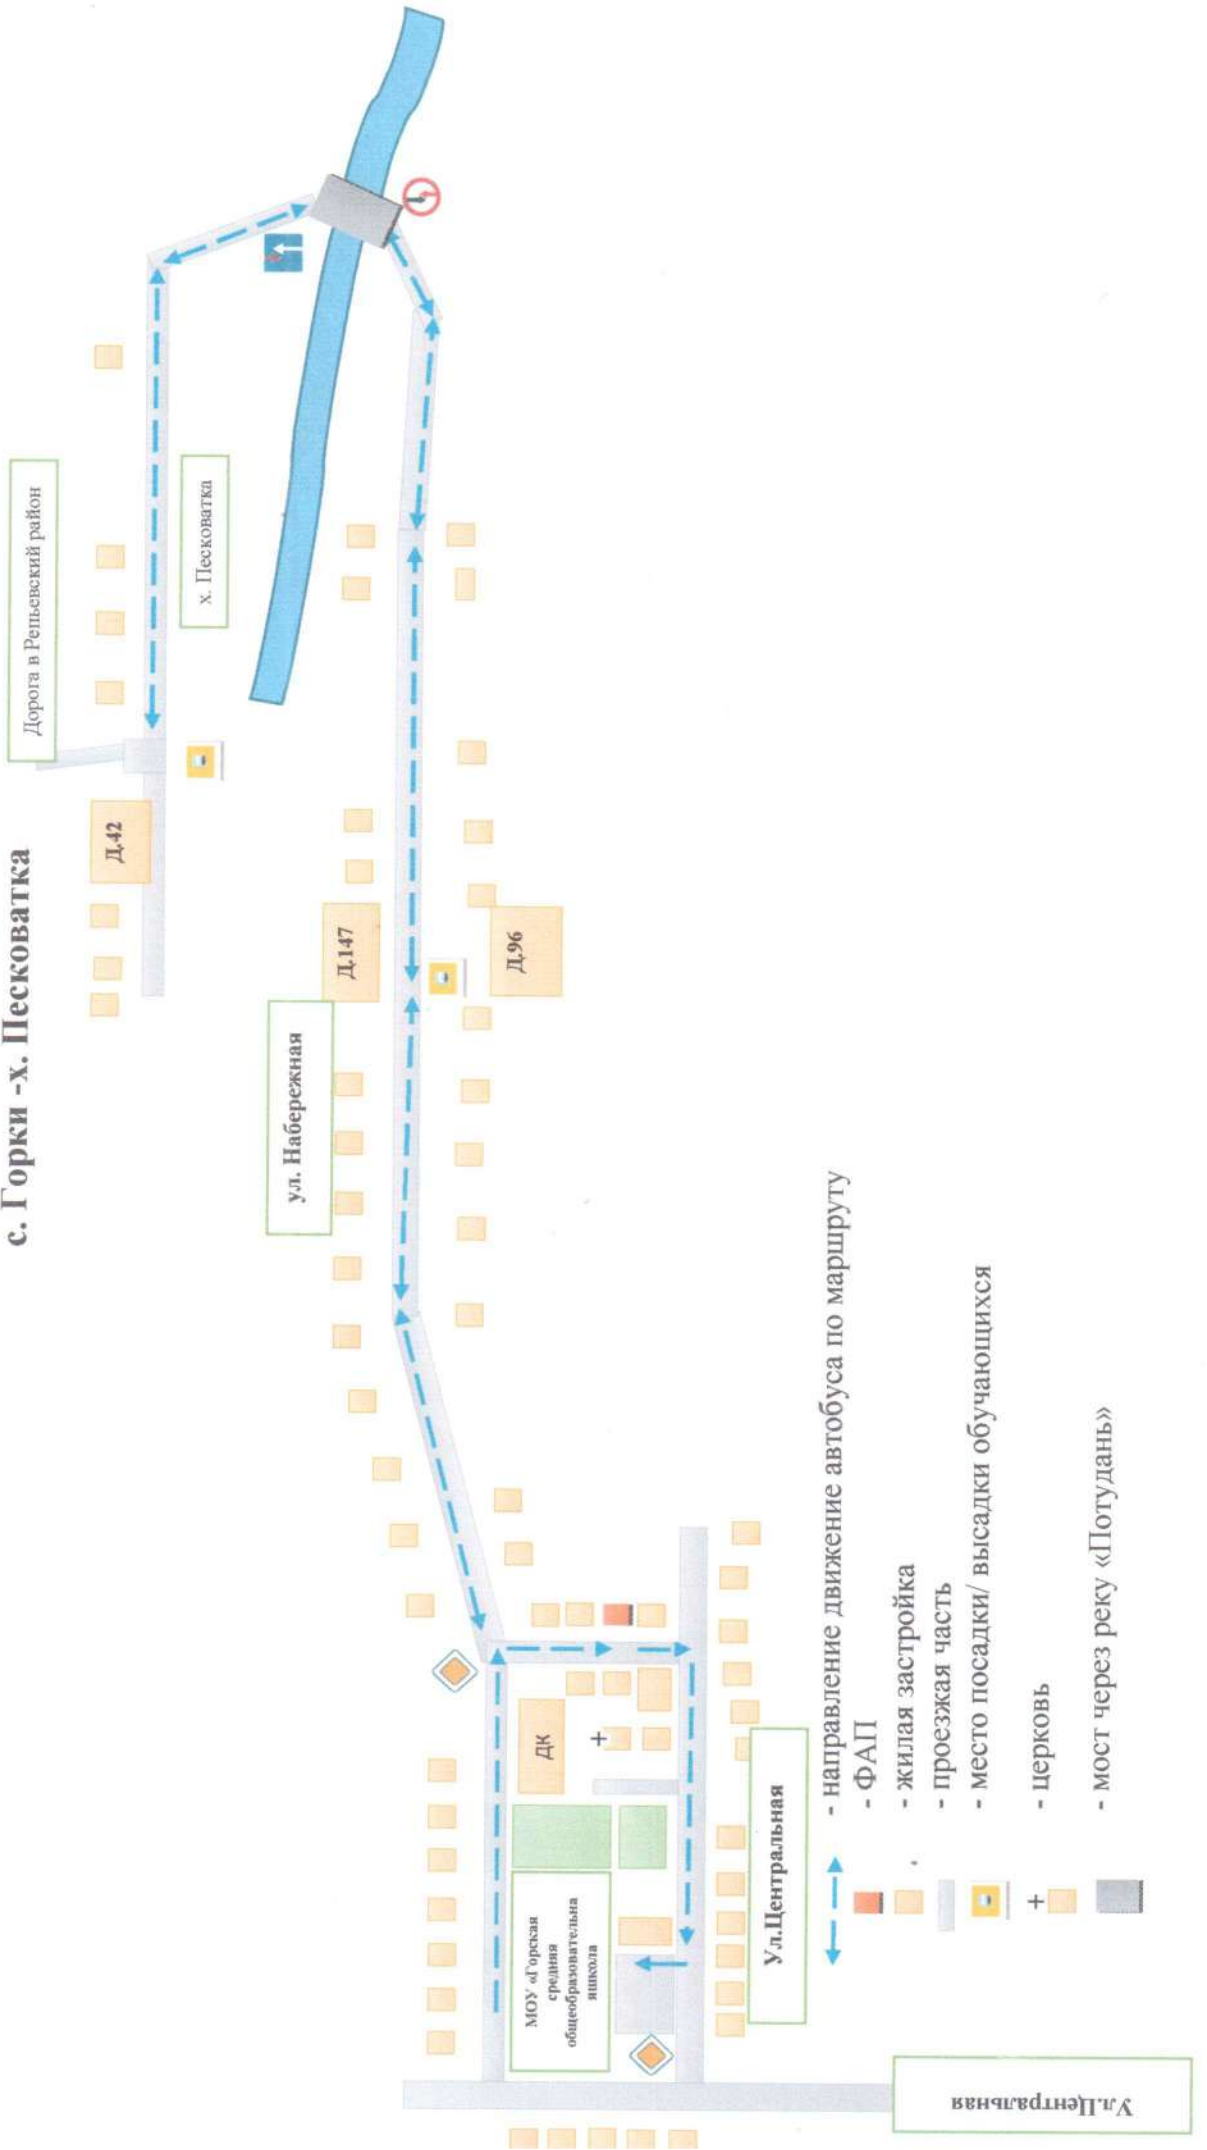 с. Горки -х. Песковатка
Дорога в Репьевский район
х. Песковатка
Д.42
Д.147
Д.96
ул. Набережная
ДК
МОУ «Горская
средняя
общеобразовательна
яшкола
Ул.Центральная
Ул.Центральная
- направление движение автобуса по маршруту
- ФАП
- жилая застройка
- проезжая часть
- место посадки/ высадки обучающихся
- церковь
- мост через реку «Потудань»